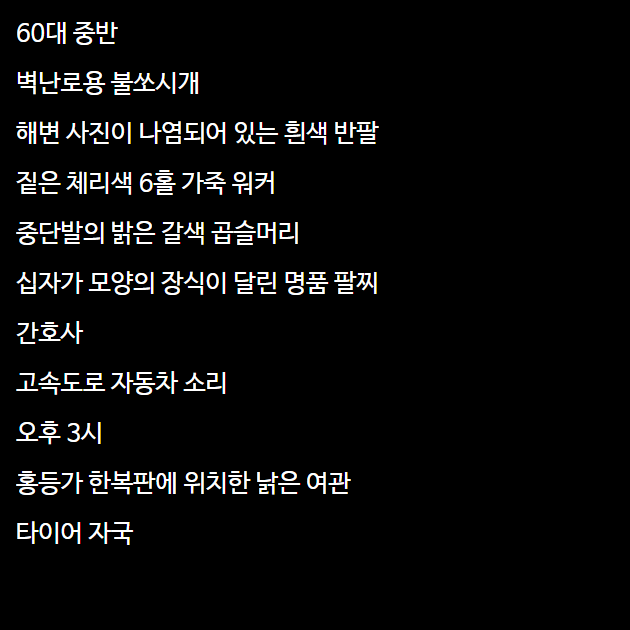 60대 중반
벽난로용 불쏘시개
해변 사진이 나염되어 있는 흰색 반팔
짙은 체리색 6홀 가죽 워커
중단발의 밝은 갈색 곱슬머리
십자가 모양의 장식이 달린 명품 팔찌
간호사
고속도로 자동차 소리
오후 3시
홍등가 한복판에 위치한 낡은 여관
타이어 자국